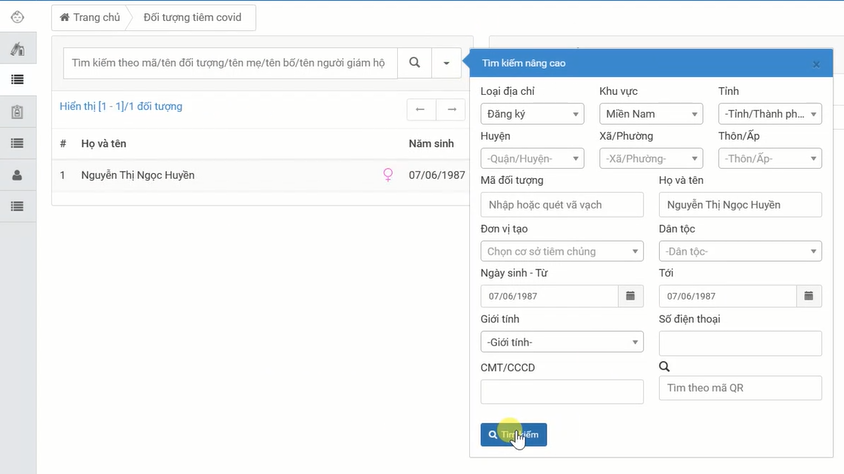 Trang chủ
Đối tượng tiêm covid
Tìm kiếm theo mã/tên đối tượng/tên mẹ/tên bố/tên người giám hộ
Hiển thị [1 - 1]/1 đối tượng
# Họ và tên Năm sinh
1 Nguyễn Thị Ngọc Huyền 07/06/1987
Tìm kiếm nâng cao
Loại địa chỉ Khu vực Tỉnh
Đăng ký Miền Nam -Tỉnh/Thành ph...
Huyện Xã/Phường Thôn/Ấp
-Quận/Huyện- -Xã/Phường- -Thôn/Ấp-
Mã đối tượng Họ và tên
Nhập hoặc quét vã vạch Nguyễn Thị Ngọc Huyền
Đơn vị tạo Dân tộc
Chọn cơ sở tiêm chủng -Dân tộc-
Ngày sinh - Từ Tới
07/06/1987 07/06/1987
Giới tính Số điện thoại
-Giới tính-
CMT/CCCD
Tìm theo mã QR
Tìm kiếm